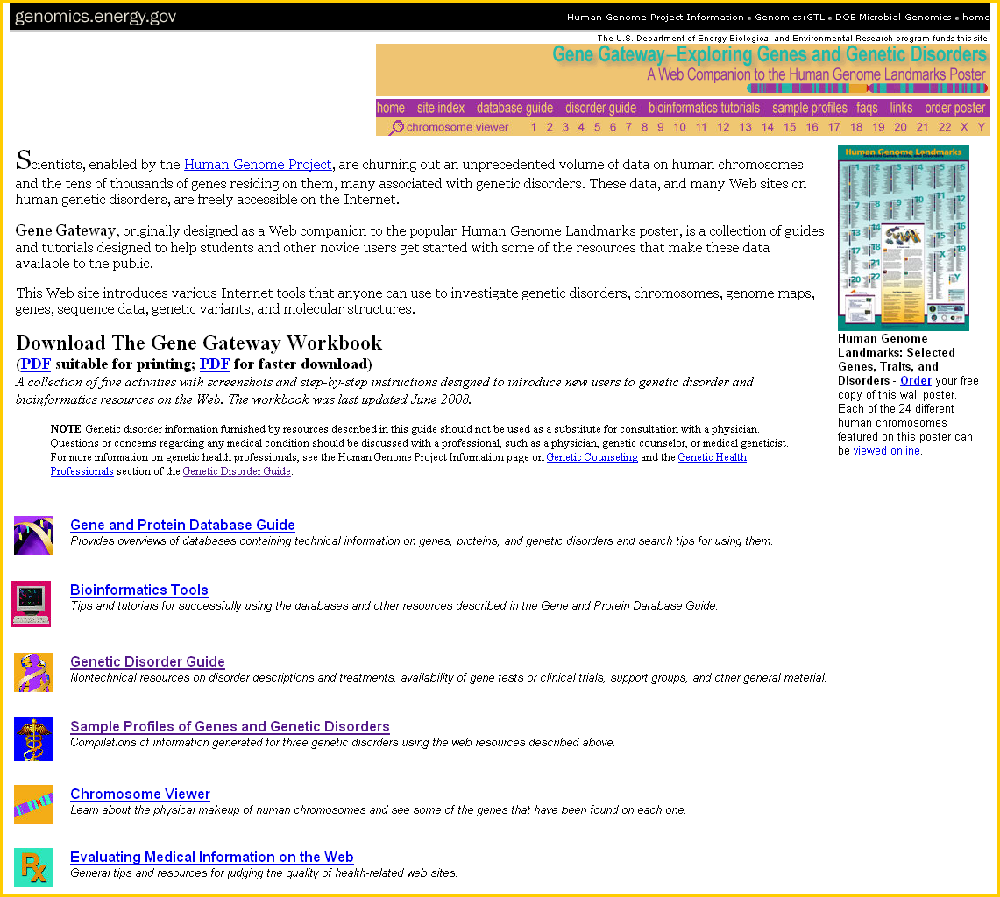 genomics.energy.gov
Human Genome Project Information • Genomics:GTL • DOE Microbial Genomics • home
The U.S. Department of Energy Biological and Environmental Research program funds this site.
Gene Gateway–Exploring Genes and Genetic Disorders
A Web Companion to the Human Genome Landmarks Poster
home site index database guide disorder guide bioinformatics tutorials sample profiles faqs links order poster
chromosome viewer 1 2 3 4 5 6 7 8 9 10 11 12 13 14 15 16 17 18 19 20 21 22 X Y
Scientists, enabled by the Human Genome Project, are churning out an unprecedented volume of data on human chromosomes
and the tens of thousands of genes residing on them, many associated with genetic disorders. These data, and many Web sites on
human genetic disorders, are freely accessible on the Internet.
Gene Gateway, originally designed as a Web companion to the popular Human Genome Landmarks poster, is a collection of guides
and tutorials designed to help students and other novice users get started with some of the resources that make these data
available to the public.
This Web site introduces various Internet tools that anyone can use to investigate genetic disorders, chromosomes, genome maps,
genes, sequence data, genetic variants, and molecular structures.
Download The Gene Gateway Workbook
(PDF suitable for printing; PDF for faster download)
A collection of five activities with screenshots and step-by-step instructions designed to introduce new users to genetic disorder and
bioinformatics resources on the Web. The workbook was last updated June 2008.
NOTE: Genetic disorder information furnished by resources described in this guide should not be used as a substitute for consultation with a physician.
Questions or concerns regarding any medical condition should be discussed with a professional, such as a physician, genetic counselor, or medical geneticist.
For more information on genetic health professionals, see the Human Genome Project Information page on Genetic Counseling and the Genetic Health
Professionals section of the Genetic Disorder Guide.
Human Genome Landmarks
Human Genome
Landmarks: Selected
Genes, Traits, and
Disorders - Order your free
copy of this wall poster.
Each of the 24 different
human chromosomes
featured on this poster can
be viewed online.
Gene and Protein Database Guide
Provides overviews of databases containing technical information on genes, proteins, and genetic disorders and search tips for using them.
Bioinformatics Tools
Tips and tutorials for successfully using the databases and other resources described in the Gene and Protein Database Guide.
Genetic Disorder Guide
Nontechnical resources on disorder descriptions and treatments, availability of gene tests or clinical trials, support groups, and other general material.
Sample Profiles of Genes and Genetic Disorders
Compilations of information generated for three genetic disorders using the web resources described above.
Chromosome Viewer
Learn about the physical makeup of human chromosomes and see some of the genes that have been found on each one.
Rx
Evaluating Medical Information on the Web
General tips and resources for judging the quality of health-related web sites.